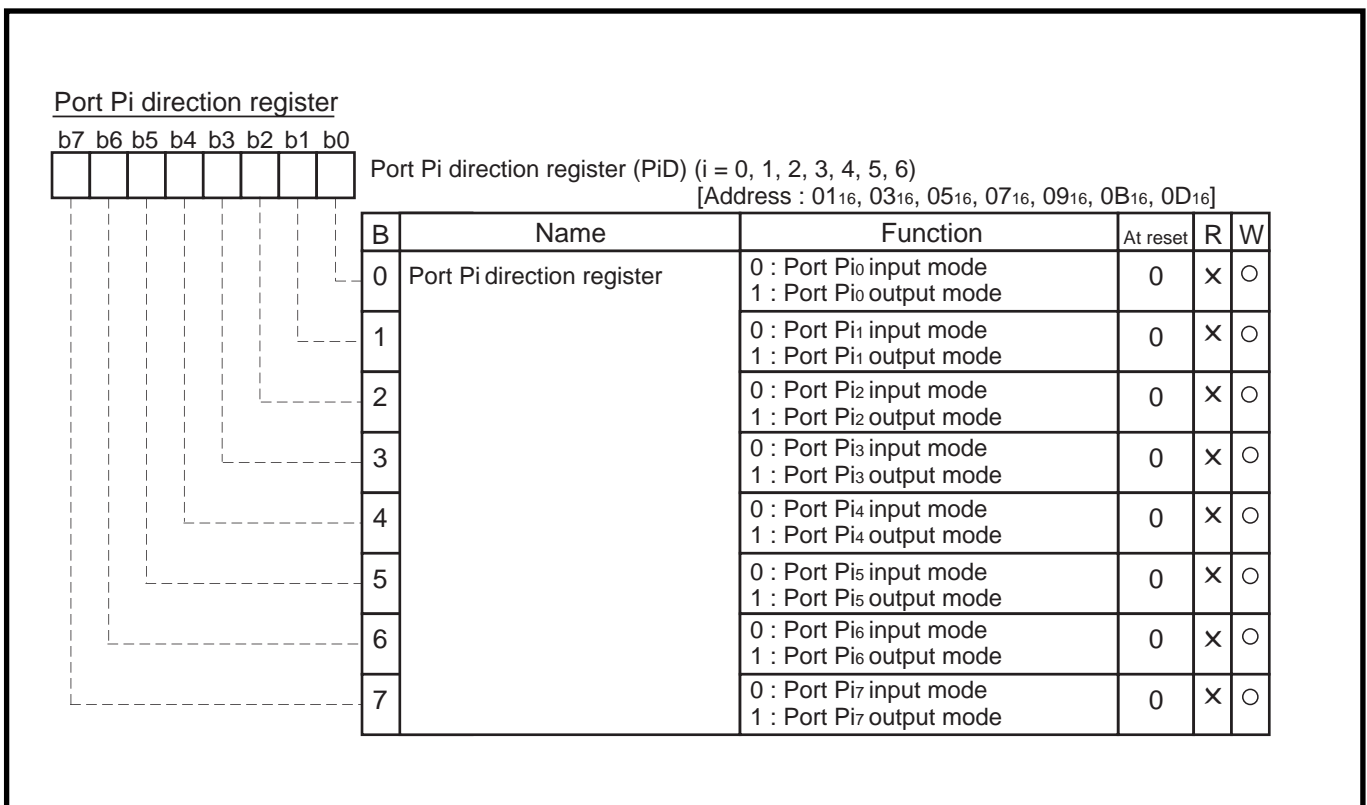 Port Pi direction register
b7 b6 b5 b4 b3 b2 b1 b0
Port Pi direction register (PiD) (i = 0, 1, 2, 3, 4, 5, 6)
[Address : 0116, 0316, 0516, 0716, 0916, 0B16, 0D16]
B Name Function At reset R W
0 Port Pi direction register 0 : Port Pi0 input mode 0 × ○
1 : Port Pi0 output mode
1 0 : Port Pi1 input mode 0 × ○
1 : Port Pi1 output mode
2 0 : Port Pi2 input mode 0 × ○
1 : Port Pi2 output mode
3 0 : Port Pi3 input mode 0 × ○
1 : Port Pi3 output mode
4 0 : Port Pi4 input mode 0 × ○
1 : Port Pi4 output mode
5 0 : Port Pi5 input mode 0 × ○
1 : Port Pi5 output mode
6 0 : Port Pi6 input mode 0 × ○
1 : Port Pi6 output mode
7 0 : Port Pi7 input mode 0 × ○
1 : Port Pi7 output mode